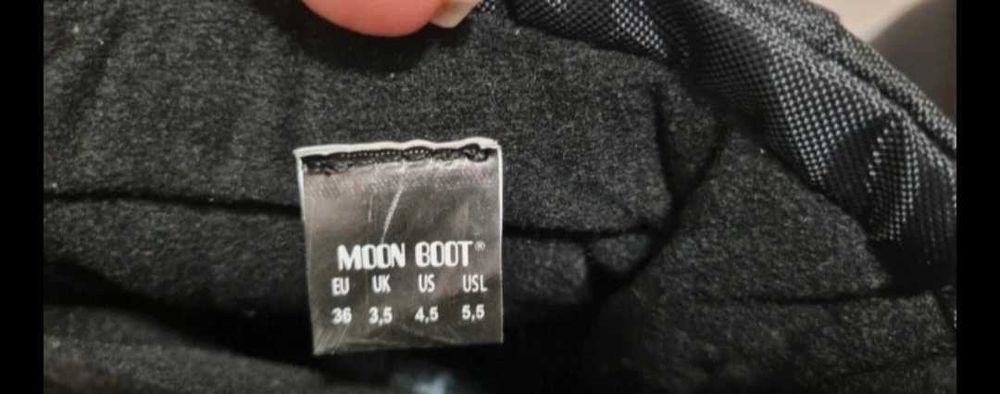 MOON BOOT®
EU UK US USL
36 3,5 4,5 5,5